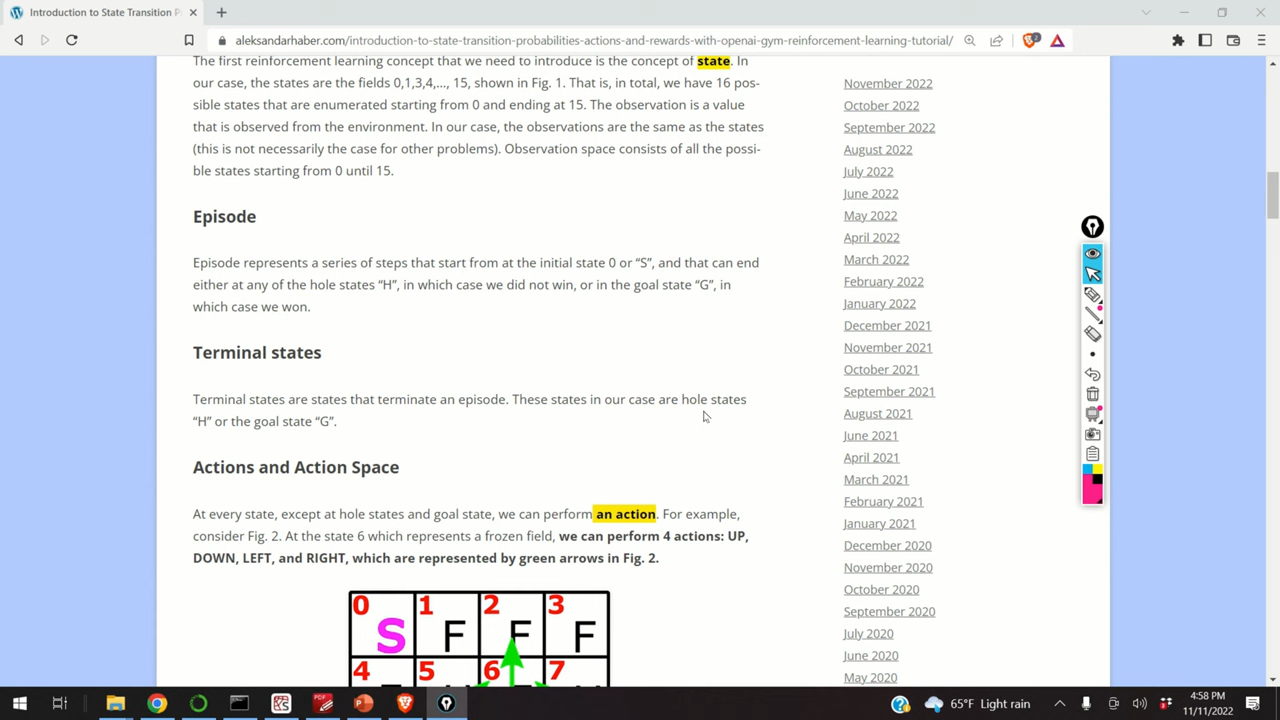 Introduction to State Transition P
aleksandarhaber.com/introduction-to-state-transition-probabilities-actions-and-rewards-with-openai-gym-reinforcement-learning-tutorial/
2
The first reinforcement learning concept that we need to introduce is the concept of state. In
our case, the states are the fields 0,1,3,4,..., 15, shown in Fig. 1. That is, in total, we have 16 pos-
sible states that are enumerated starting from 0 and ending at 15. The observation is a value
that is observed from the environment. In our case, the observations are the same as the states
(this is not necessarily the case for other problems). Observation space consists of all the possi-
ble states starting from 0 until 15.
Episode
Episode represents a series of steps that start from at the initial state 0 or “S”, and that can end
either at any of the hole states “H”, in which case we did not win, or in the goal state “G”, in
which case we won.
Terminal states
Terminal states are states that terminate an episode. These states in our case are hole states
“H” or the goal state “G”.
Actions and Action Space
At every state, except at hole states and goal state, we can perform an action. For example,
consider Fig. 2. At the state 6 which represents a frozen field, we can perform 4 actions: UP,
DOWN, LEFT, and RIGHT, which are represented by green arrows in Fig. 2.
0 1 2 3
S F F F
4 5 6 7
November 2022
October 2022
September 2022
August 2022
July 2022
June 2022
May 2022
April 2022
March 2022
February 2022
January 2022
December 2021
November 2021
October 2021
September 2021
August 2021
June 2021
April 2021
March 2021
February 2021
January 2021
December 2020
November 2020
October 2020
September 2020
July 2020
June 2020
May 2020
65°F Light rain
4:58 PM
11/11/2022